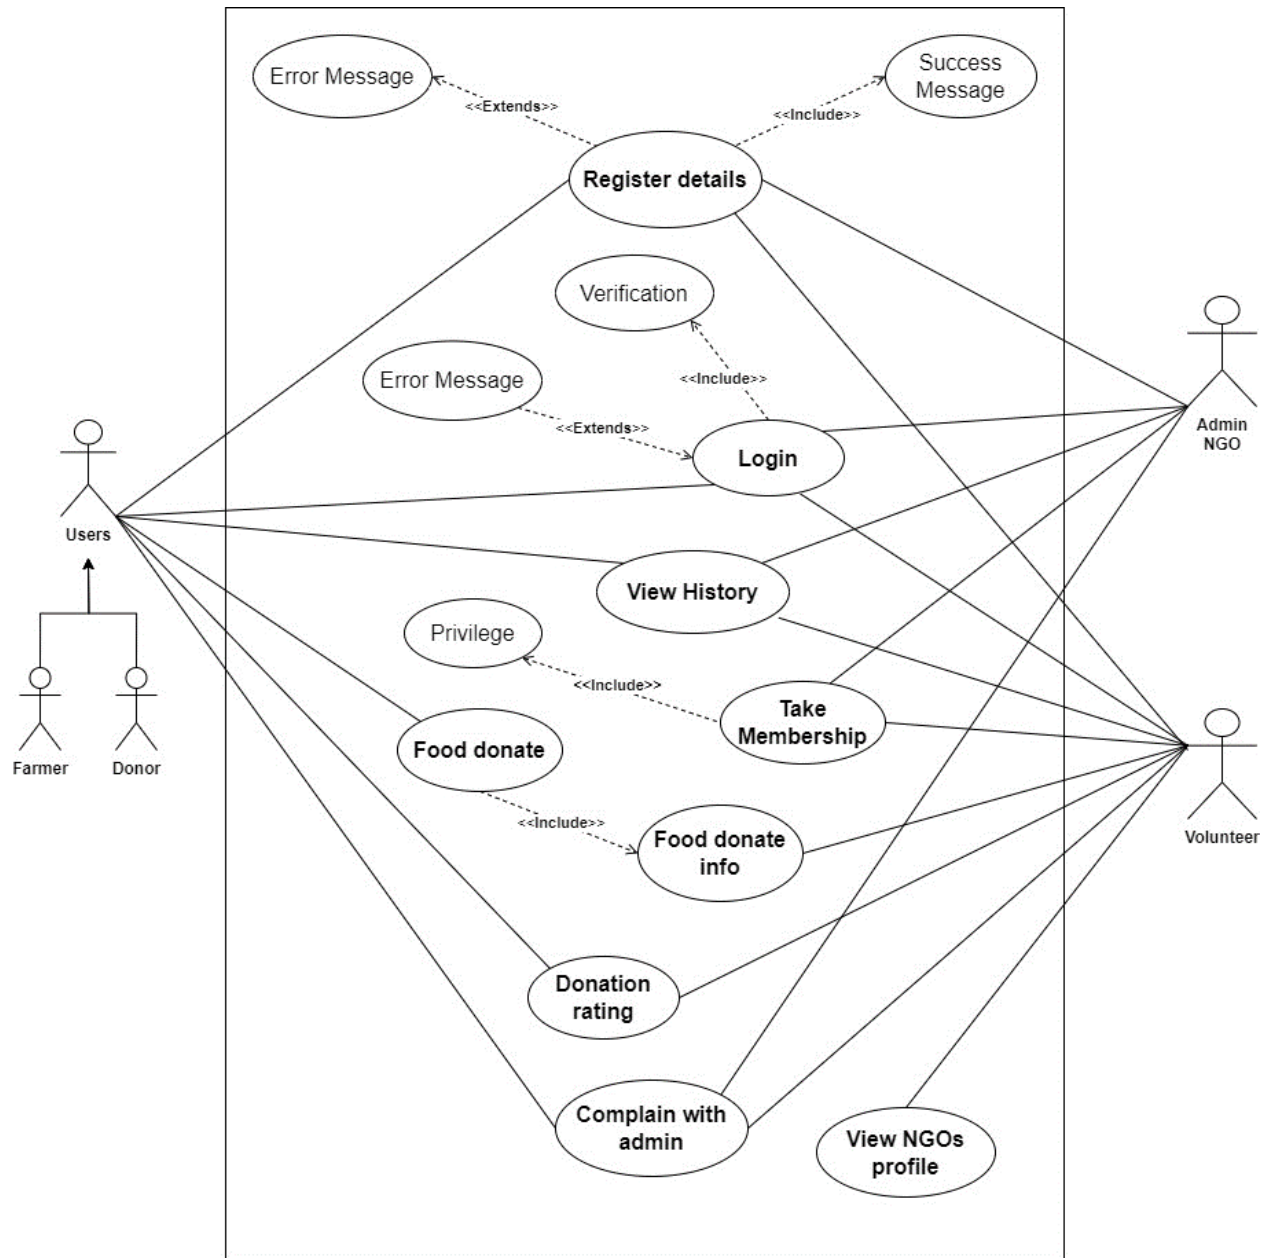 Error Message
Success
Message
<<Extends>>
<<Include>>
Register details
Verification
Error Message
<<Include>>
<<Extends>>
Login
Admin
NGO
Users
View History
Privilege
<<Include>>
Take
Membership
Food donate
Farmer
Donor
<<Include>>
Food donate
info
Volunteer
Donation
rating
Complain with
admin
View NGOs
profile